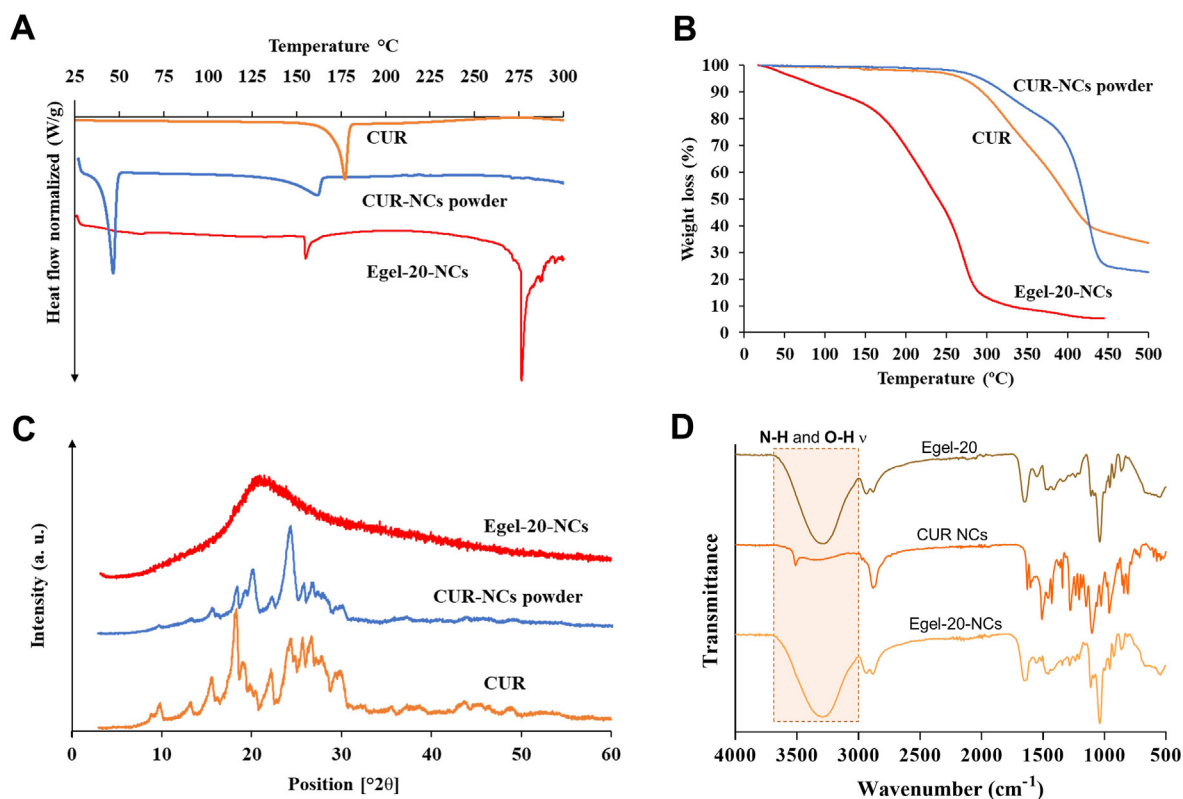 A
Temperature °C
25 50 75 100 125 150 175 200 225 250 275 300
Heat flow normalized (W/g)
CUR
CUR-NCs powder
Egel-20-NCs
B
100
90
80
70
60
50
40
30
20
10
0
Weight loss (%)
CUR-NCs powder
CUR
Egel-20-NCs
0 50 100 150 200 250 300 350 400 450 500
Temperature (°C)
C
Intensity (a. u.)
Egel-20-NCs
CUR-NCs powder
CUR
0 10 20 30 40 50 60
Position [°2θ]
D
N-H and O-H ν
Egel-20
CUR NCs
Egel-20-NCs
Transmittance
4000 3500 3000 2500 2000 1500 1000 500
Wavenumber (cm⁻¹)